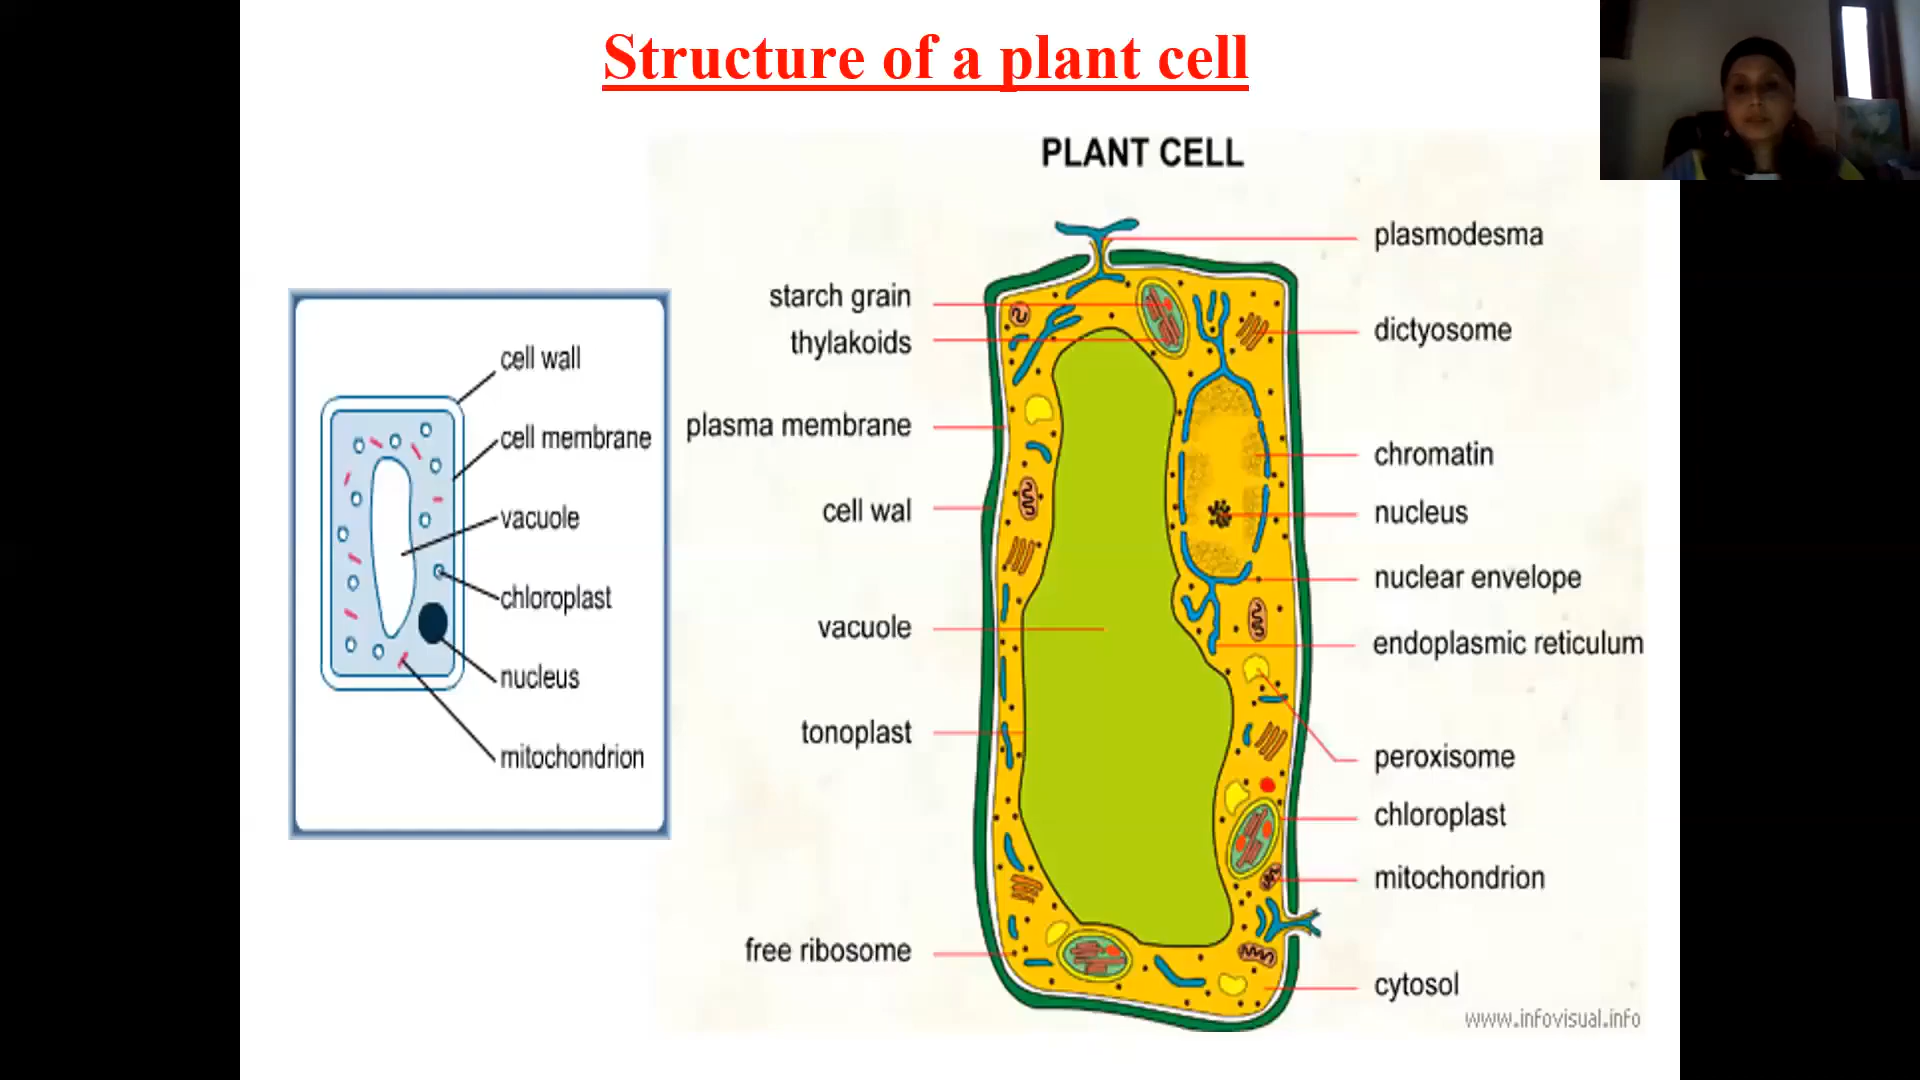 Structure of a plant cell
cell wall
cell membrane
vacuole
chloroplast
nucleus
mitochondrion
PLANT CELL
starch grain
thylakoids
plasma membrane
cell wal
vacuole
tonoplast
free ribosome
plasmodesma
dictyosome
chromatin
nucleus
nuclear envelope
endoplasmic reticulum
peroxisome
chloroplast
mitochondrion
cytosol
www.infovisual.info